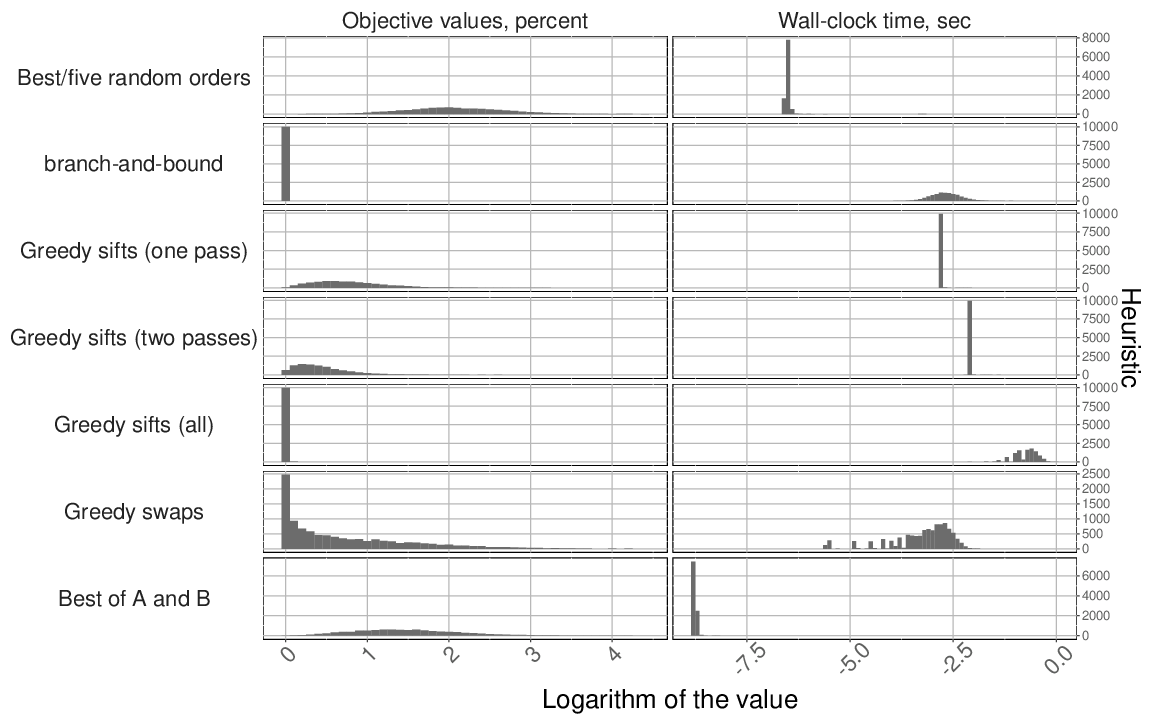 Objective values, percent
Wall-clock time, sec
Best/five random orders
8000
6000
4000
2000
0
branch-and-bound
10000
7500
5000
2500
0
Greedy sifts (one pass)
10000
7500
5000
2500
0
Greedy sifts (two passes)
10000
7500
5000
2500
0
Greedy sifts (all)
10000
7500
5000
2500
0
Greedy swaps
2500
2000
1500
1000
500
0
Best of A and B
6000
4000
2000
0
Heuristic
0 1 2 3 4
-7.5 -5.0 -2.5 0.0
Logarithm of the value